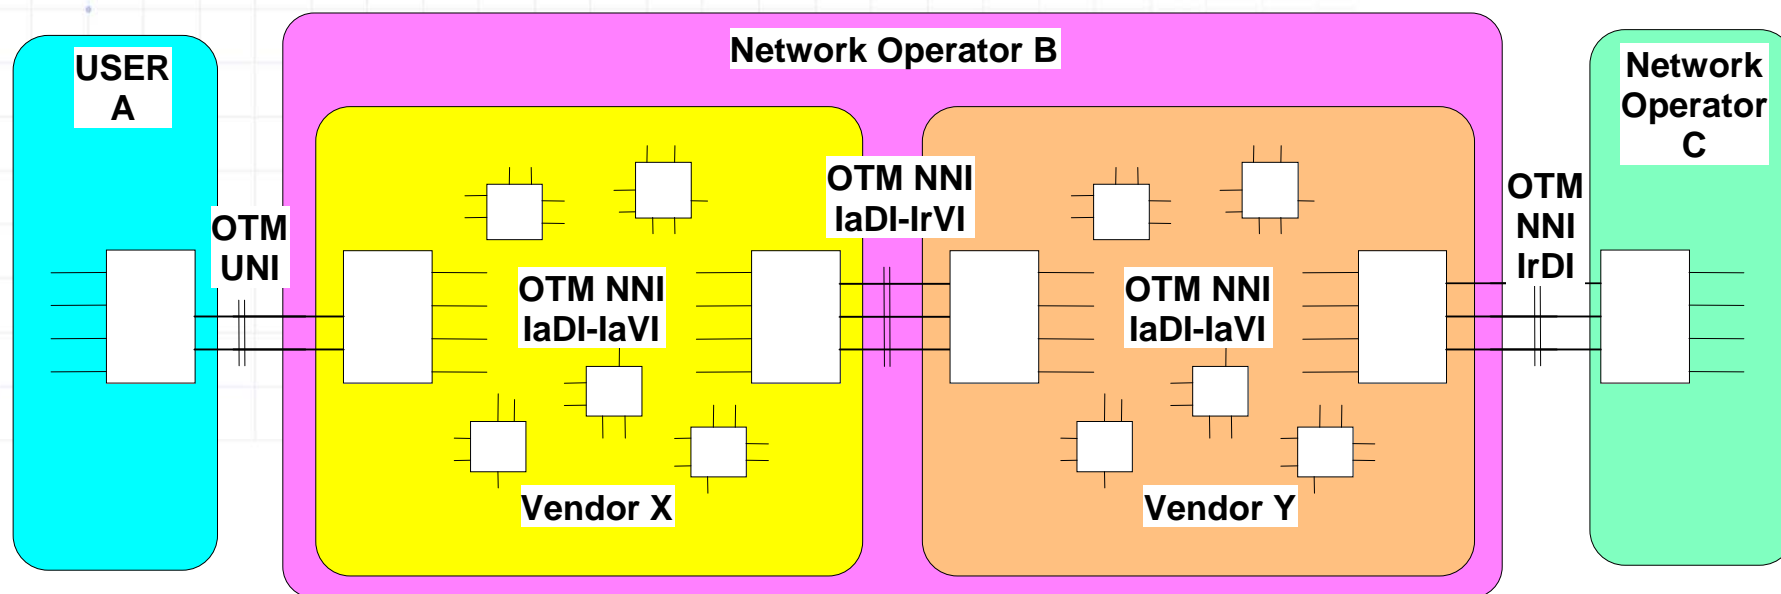 USER
A
Network Operator B
Network
Operator
C
OTM
UNI
OTM NNI
IaDI-IaVI
OTM NNI
IaDI-IrVI
OTM NNI
IaDI-IaVI
OTM
NNI
IrDI
Vendor X
Vendor Y